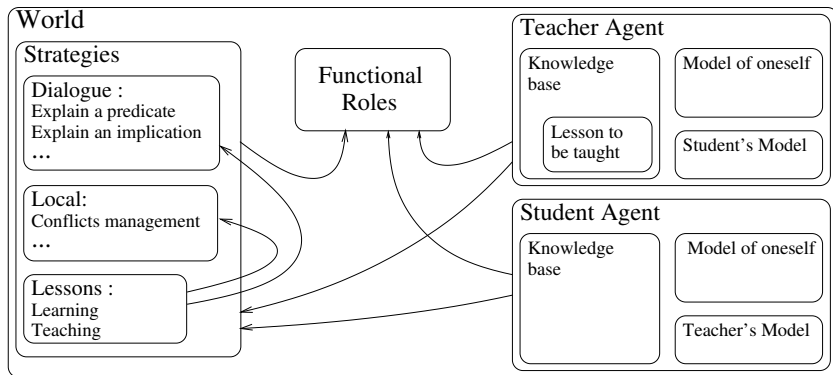 World
Strategies
Dialogue :
Explain a predicate
Explain an implication
...
Local:
Conflicts management
...
Lessons :
Learning
Teaching
Functional
Roles
Teacher Agent
Knowledge
base
Lesson to
be taught
Model of oneself
Student's Model
Student Agent
Knowledge
base
Model of oneself
Teacher's Model